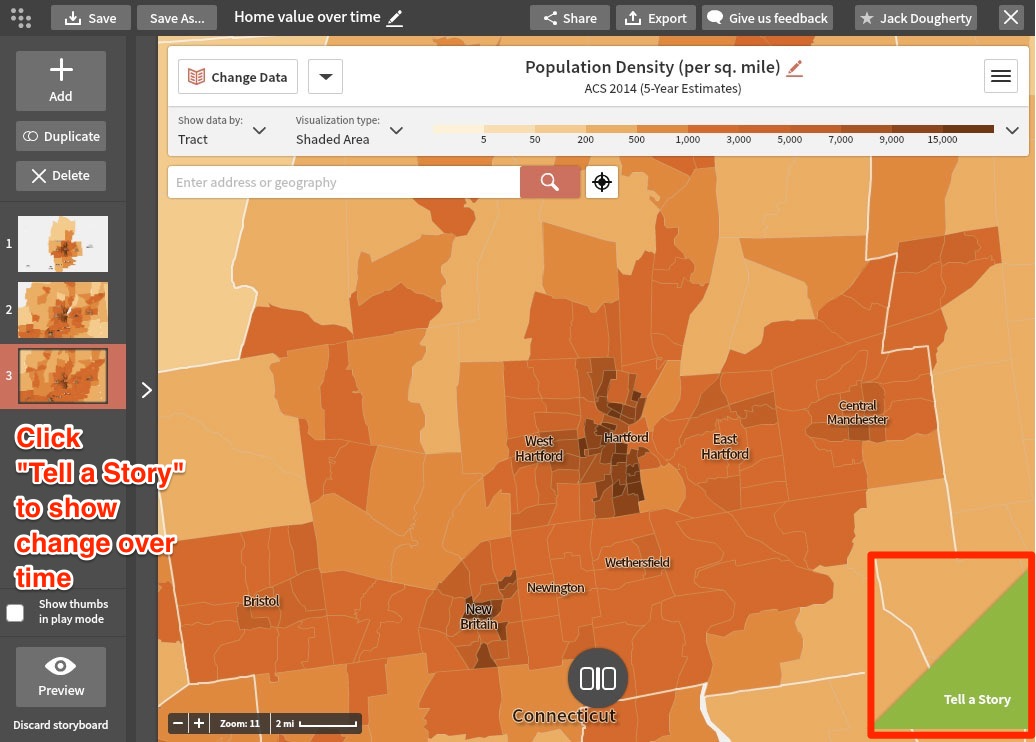 Save
Save As...
Home value over time
Share
Export
Give us feedback
Jack Dougherty
Add
Duplicate
Delete
1
2
3
Click
"Tell a Story"
to show
change over
time
Show thumbs
in play mode
Preview
Discard storyboard
Change Data
Population Density (per sq. mile)
ACS 2014 (5-Year Estimates)
Show data by:
Tract
Visualization type:
Shaded Area
5 50 200 500 1,000 3,000 5,000 7,000 9,000 15,000
Enter address or geography
Central
Manchester
West
Hartford
Hartford
East
Hartford
Wethersfield
Newington
Bristol
New
Britain
Connecticut
Zoom: 11
2 mi
Tell a Story